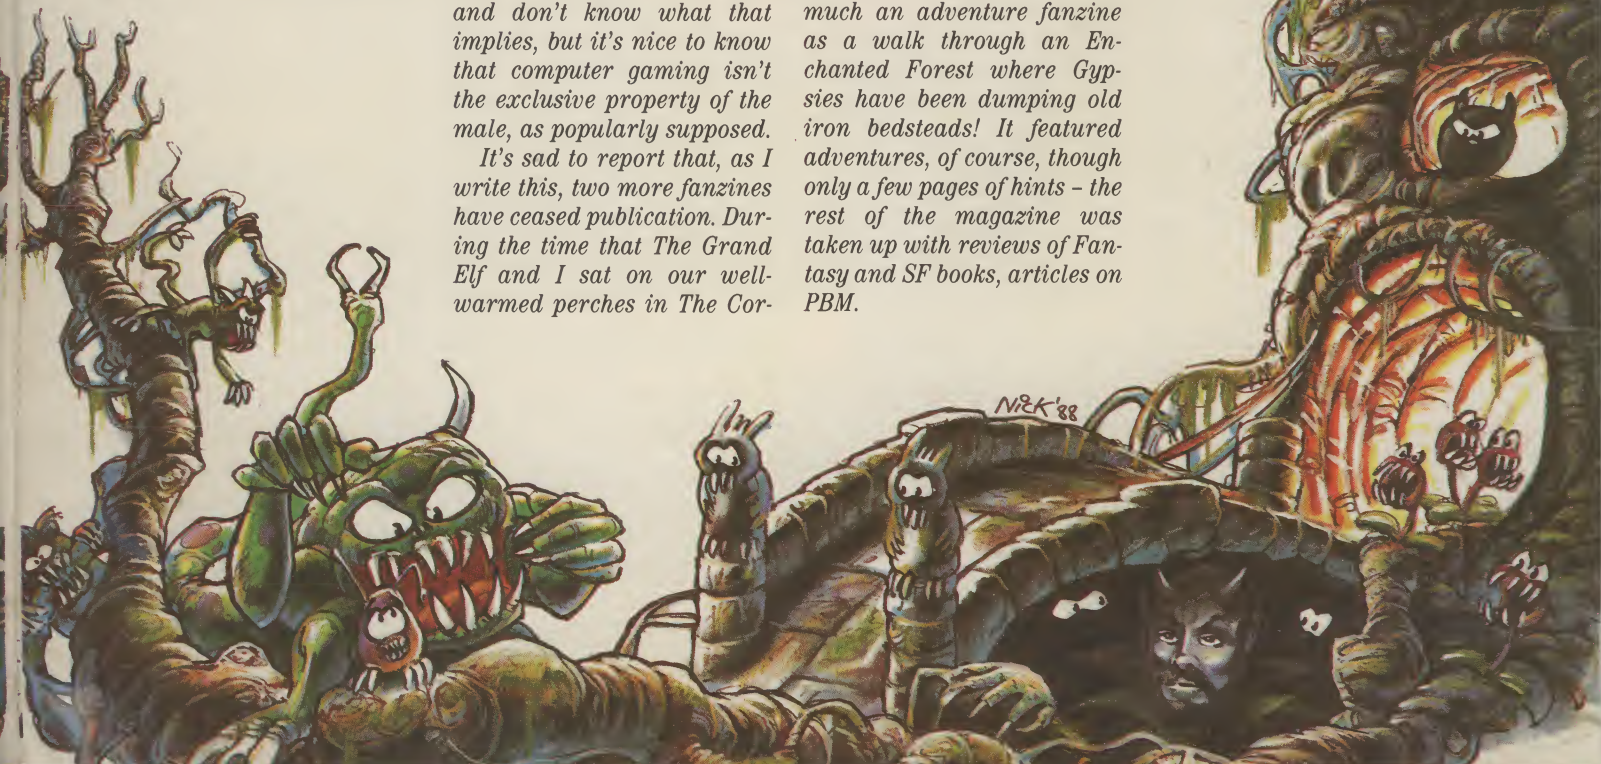 and don't know what that
implies, but it's nice to know
that computer gaming isn't
the exclusive property of the
male, as popularly supposed.
It's sad to report that, as I
write this, two more fanzines
have ceased publication. Dur-
ing the time that The Grand
Elf and I sat on our well-
warmed perches in The Cor-
much an adventure fanzine
as a walk through an En-
chanted Forest where Gyp-
sies have been dumping old
iron bedsteads! It featured
adventures, of course, though
only a few pages of hints – the
rest of the magazine was
taken up with reviews of Fan-
tasy and SF books, articles on
PBM.
NICK '88